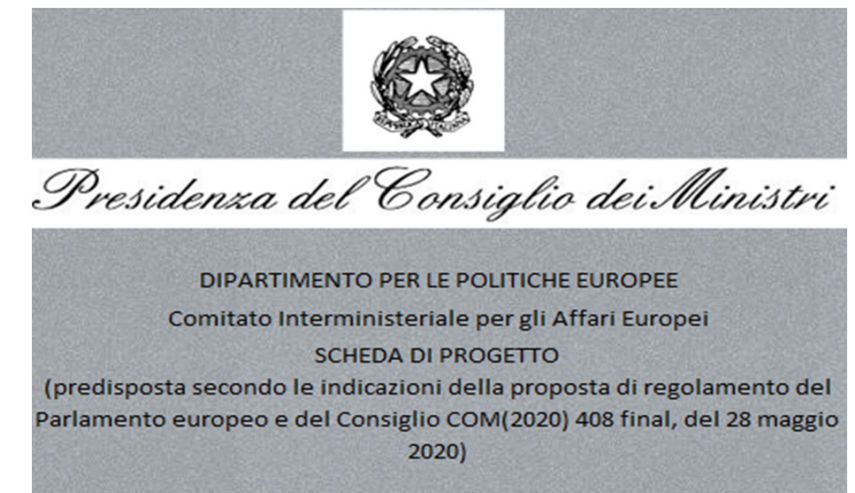 REPVBBLICA ITALIANA
Presidenza del Consiglio dei Ministri
DIPARTIMENTO PER LE POLITICHE EUROPEE
Comitato Interministeriale per gli Affari Europei
SCHEDA DI PROGETTO
(predisposta secondo le indicazioni della proposta di regolamento del
Parlamento europeo e del Consiglio COM(2020) 408 final, del 28 maggio
2020)